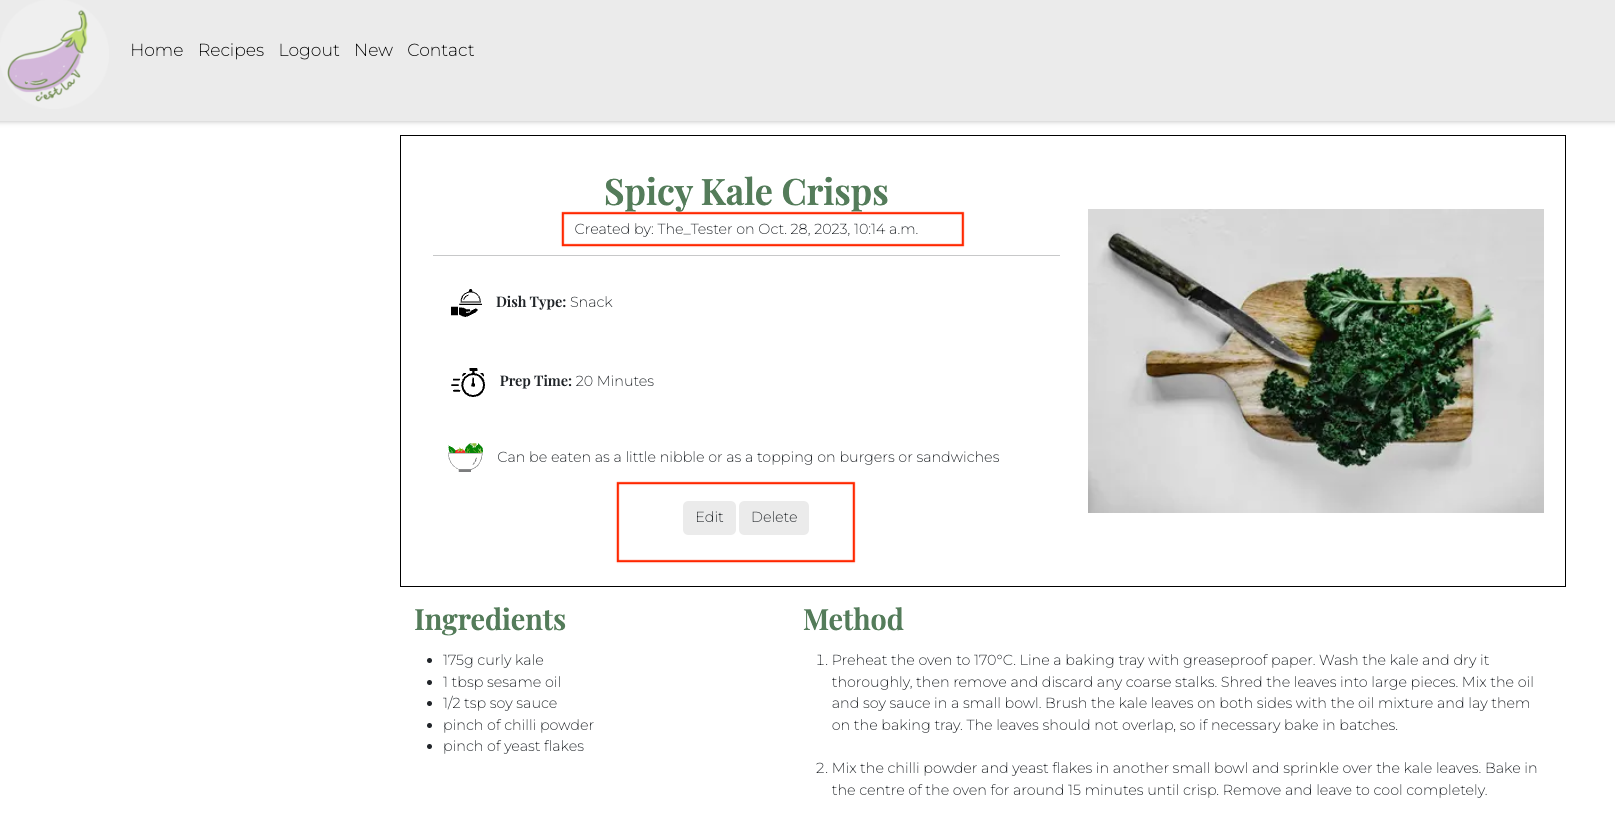 c'est la V
Home Recipes Logout New Contact
Spicy Kale Crisps
Created by: The_Tester on Oct. 28, 2023, 10:14 a.m.
Dish Type: Snack
Prep Time: 20 Minutes
Can be eaten as a little nibble or as a topping on burgers or sandwiches
Edit Delete
Ingredients
175g curly kale
1 tbsp sesame oil
1/2 tsp soy sauce
pinch of chilli powder
pinch of yeast flakes
Method
1. Preheat the oven to 170°C. Line a baking tray with greaseproof paper. Wash the kale and dry it
thoroughly, then remove and discard any coarse stalks. Shred the leaves into large pieces. Mix the oil
and soy sauce in a small bowl. Brush the kale leaves on both sides with the oil mixture and lay them
on the baking tray. The leaves should not overlap, so if necessary bake in batches.
2. Mix the chilli powder and yeast flakes in another small bowl and sprinkle over the kale leaves. Bake in
the centre of the oven for around 15 minutes until crisp. Remove and leave to cool completely.